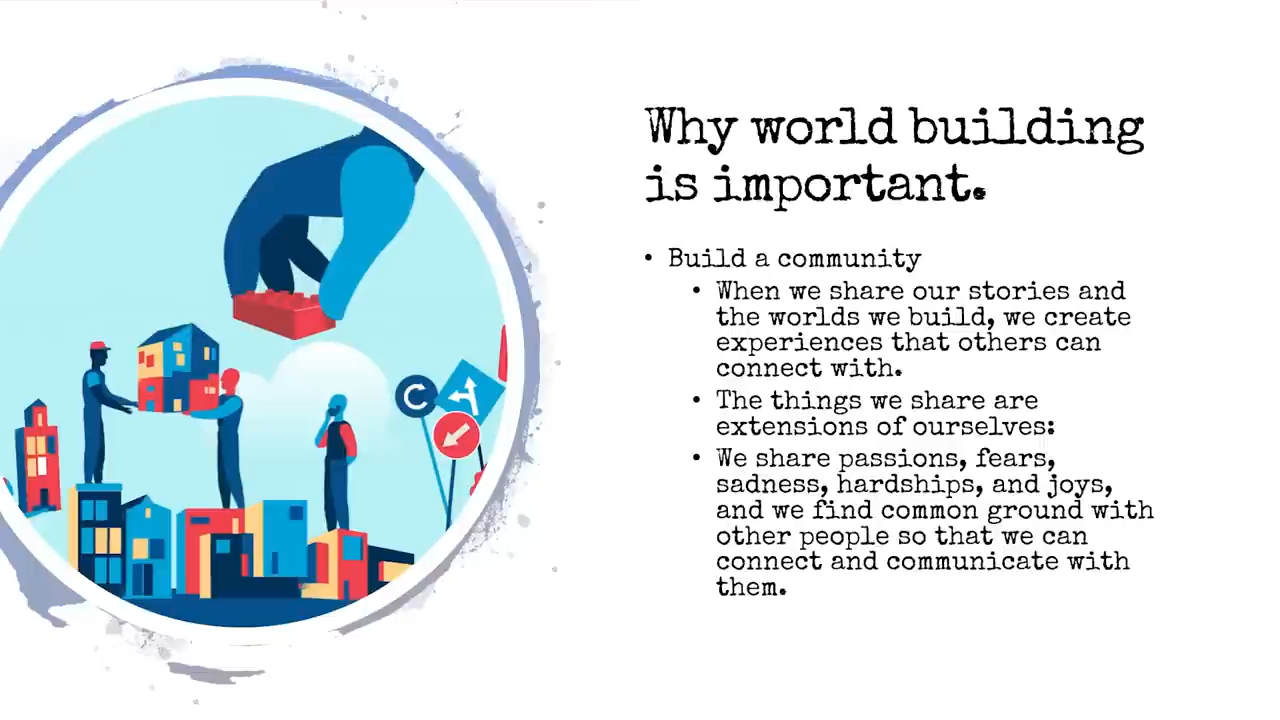 Why world building
is important.
• Build a community
• When we share our stories and
the worlds we build, we create
experiences that others can
connect with.
• The things we share are
extensions of ourselves:
• We share passions, fears,
sadness, hardships, and joys,
and we find common ground with
other people so that we can
connect and communicate with
them.